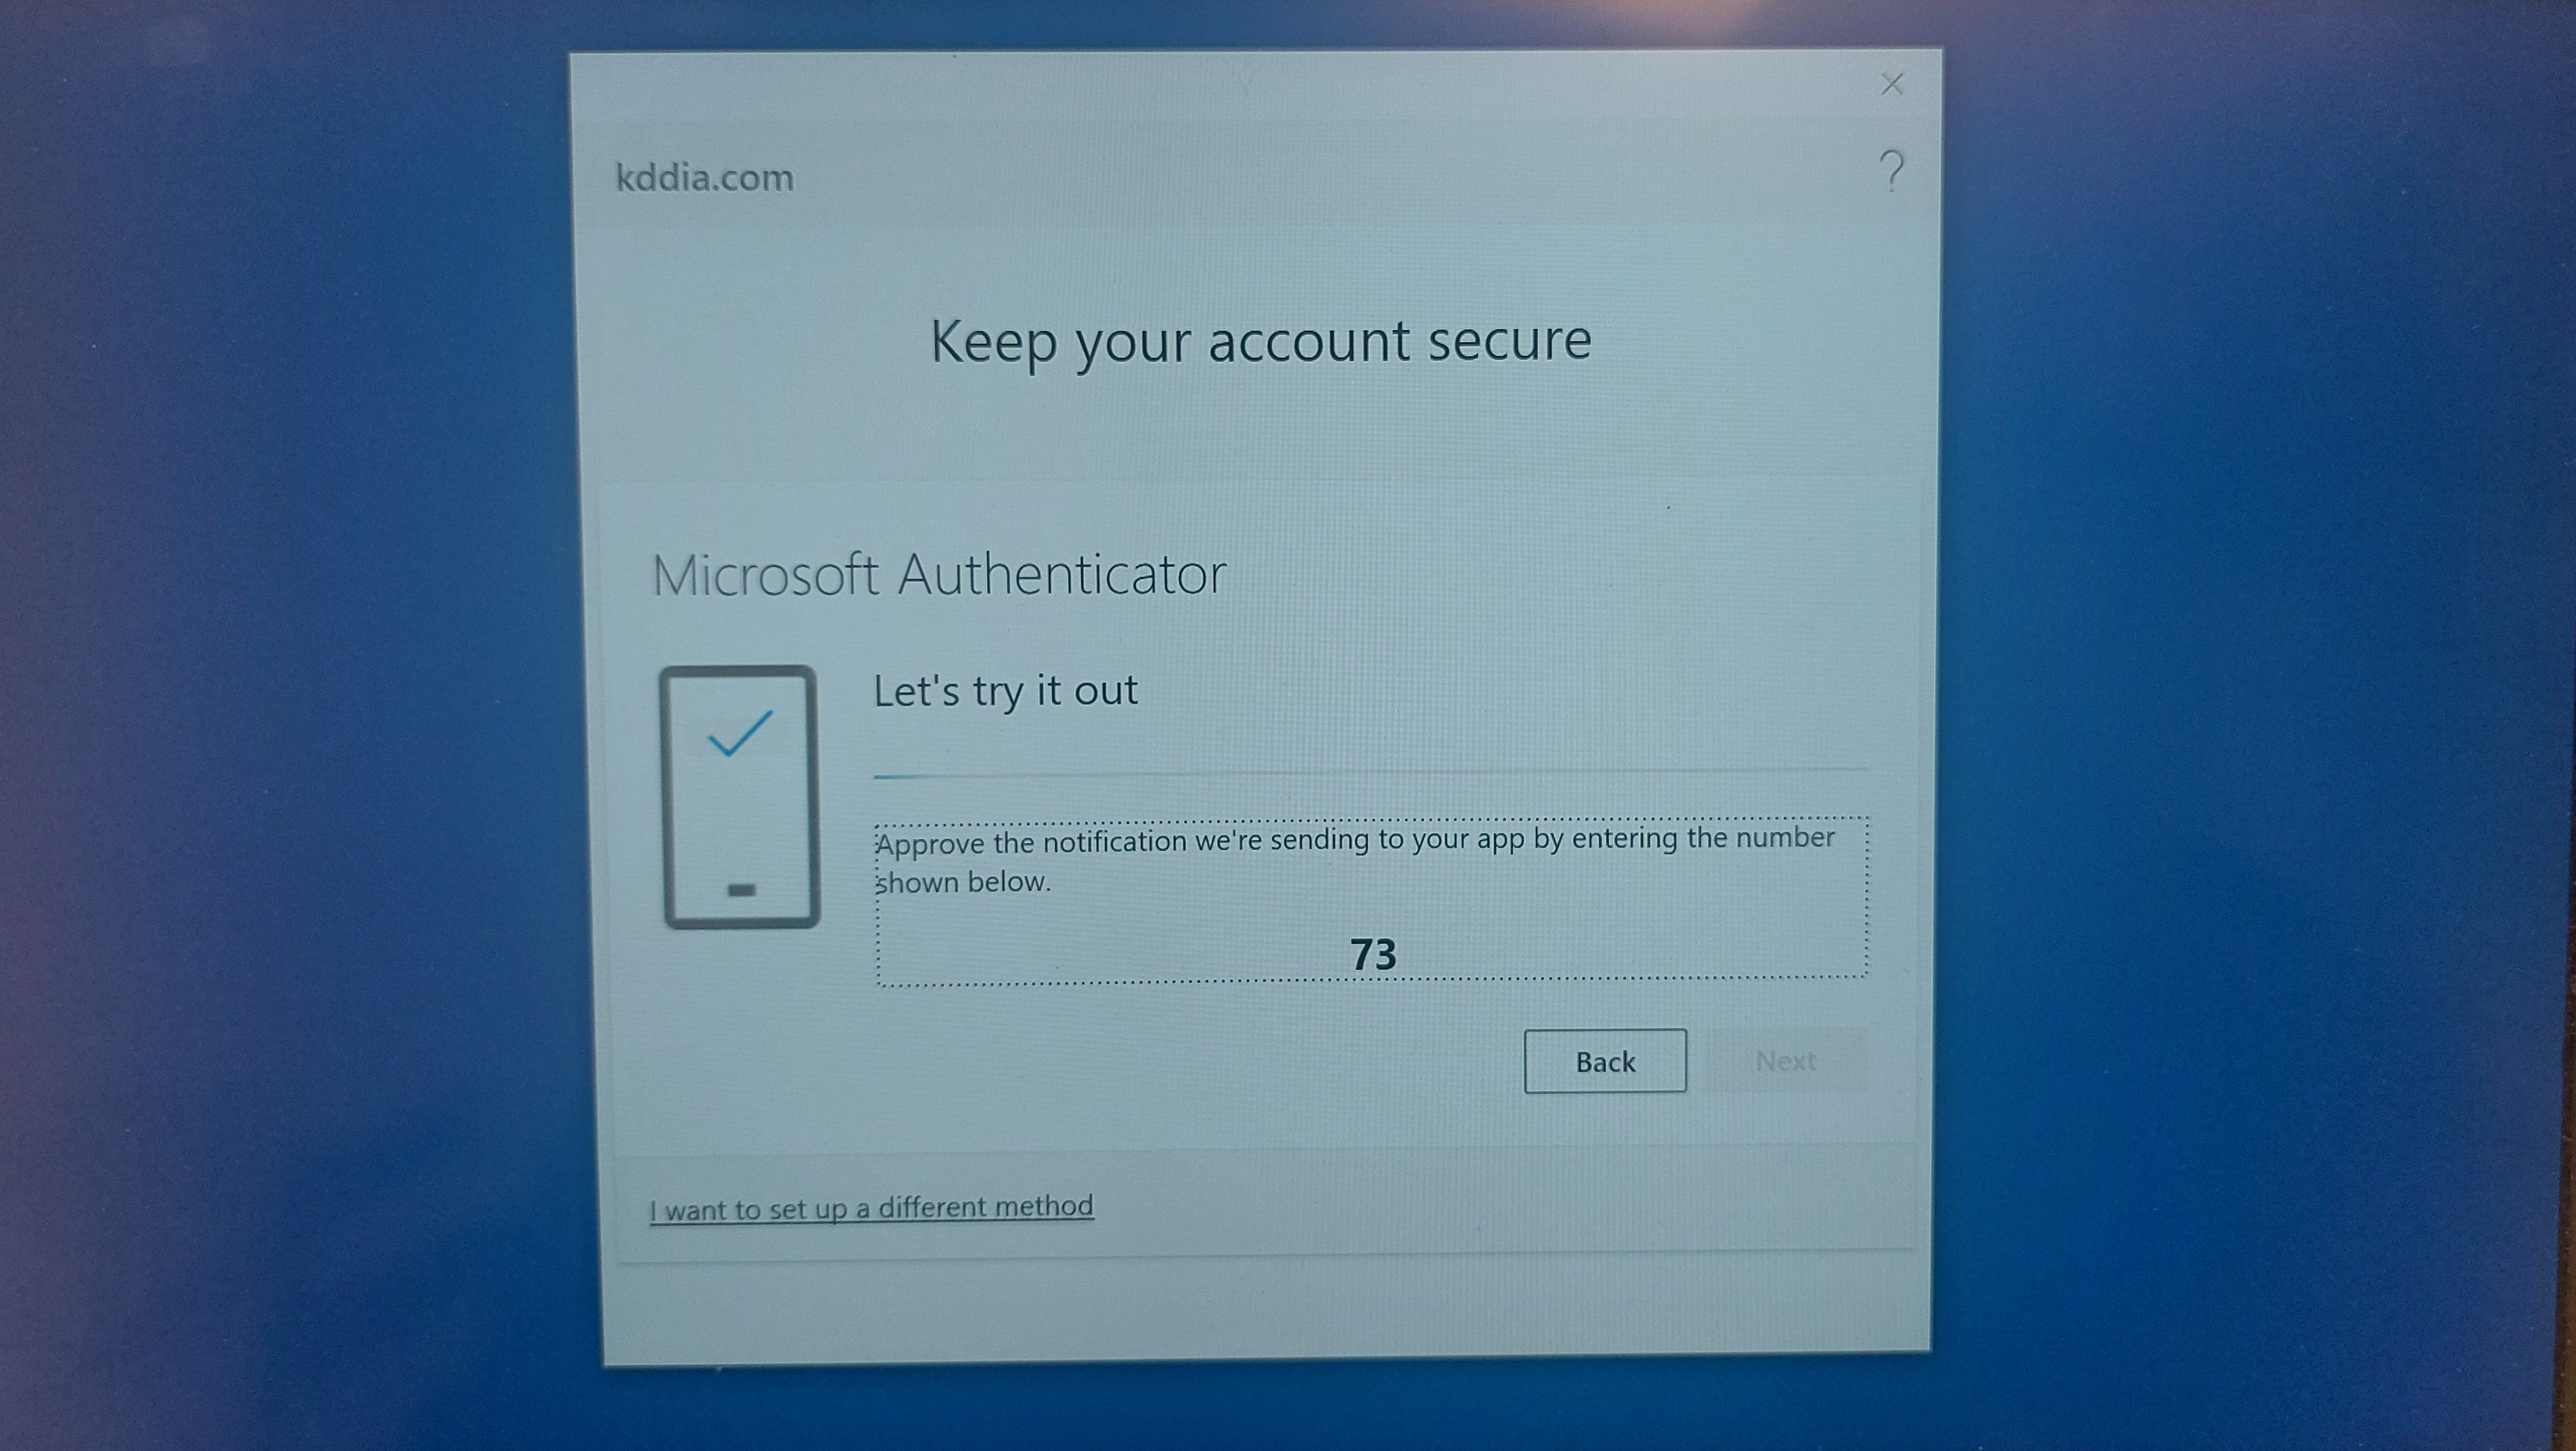 kddia.com
?
Keep your account secure
Microsoft Authenticator
Let's try it out
Approve the notification we're sending to your app by entering the number
shown below.
73
Back
Next
I want to set up a different method